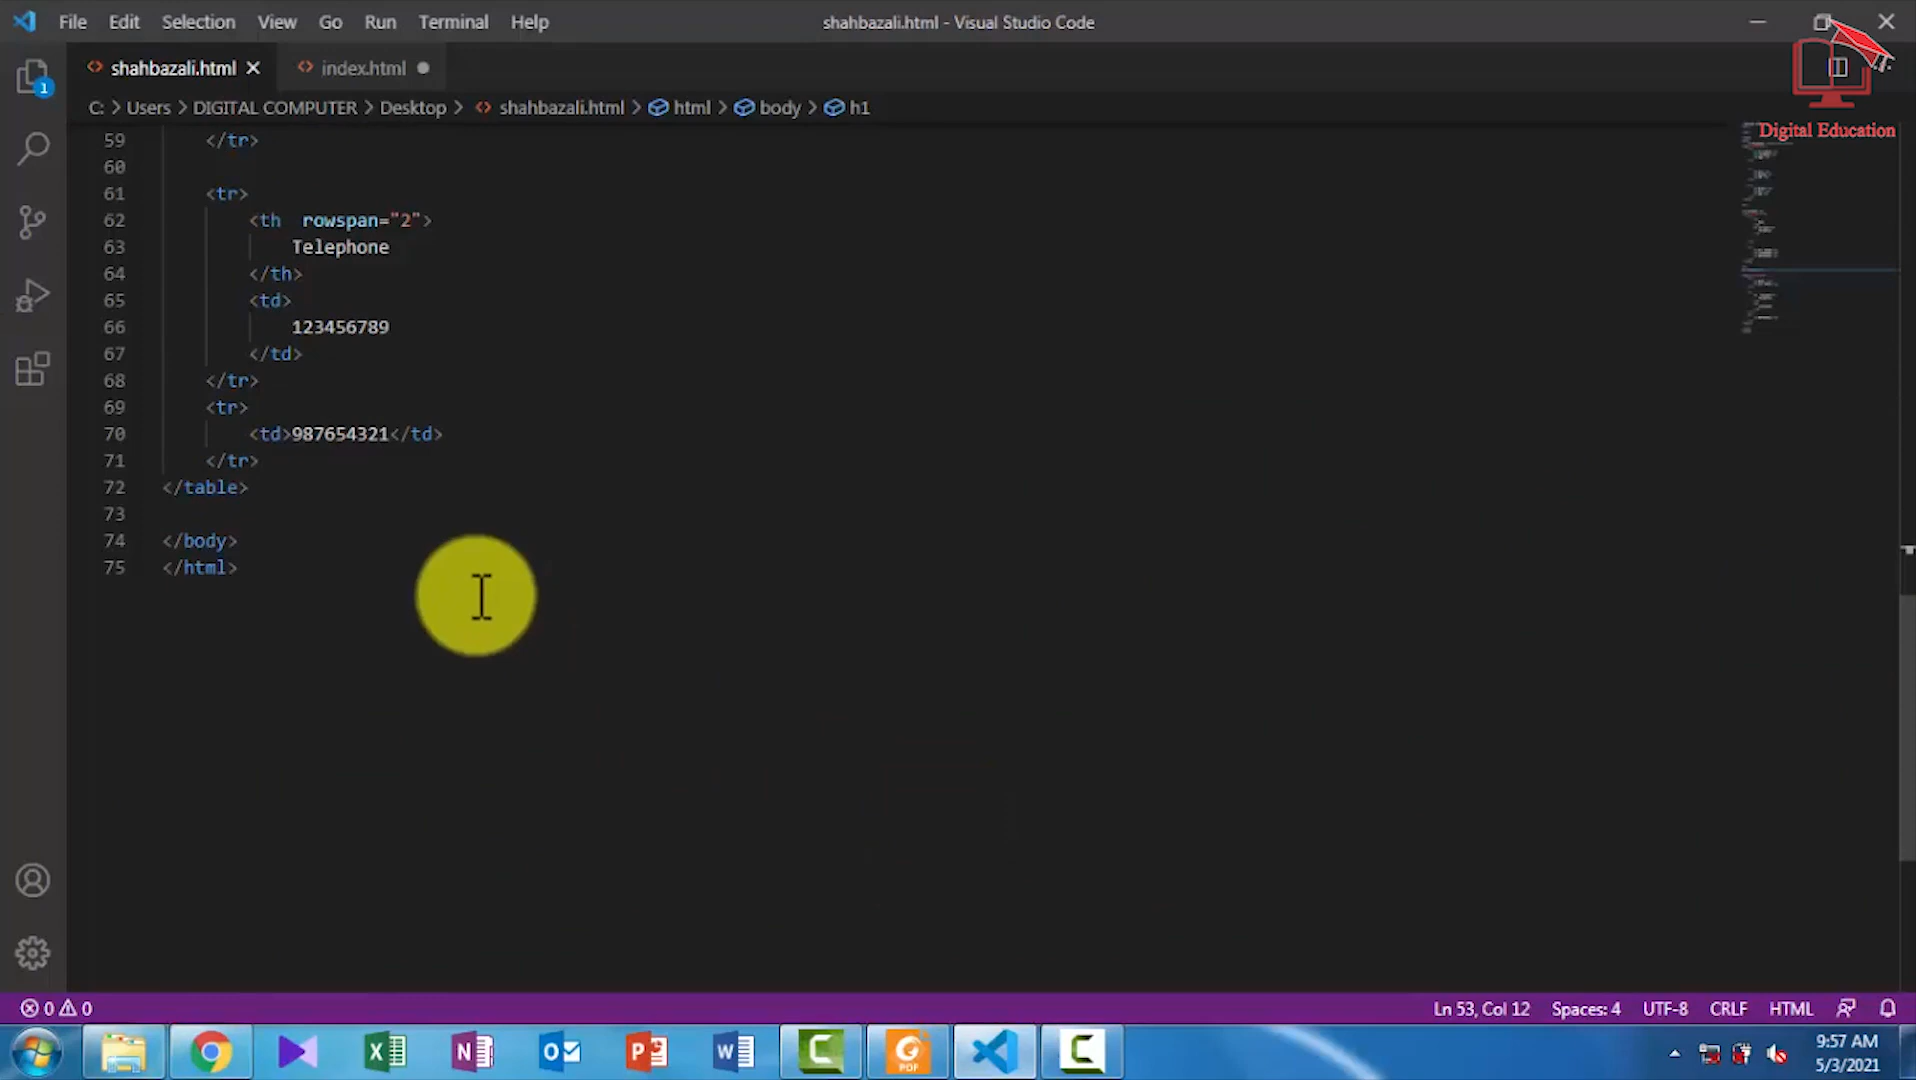 File Edit Selection View Go Run Terminal Help shahbazali.html - Visual Studio Code
shahbazali.html index.html
Digital Education
C: > Users > DIGITAL COMPUTER > Desktop > shahbazali.html > html > body > h1
1
59 </tr>
60
61 <tr>
62 <th rowspan="2">
63 Telephone
64 </th>
65 <td>
66 123456789
67 </td>
68 </tr>
69 <tr>
70 <td>987654321</td>
71 </tr>
72 </table>
73
74 </body>
75 </html>
0 0 Ln 53, Col 12 Spaces: 4 UTF-8 CRLF HTML
9:57 AM
5/3/2021
PDF